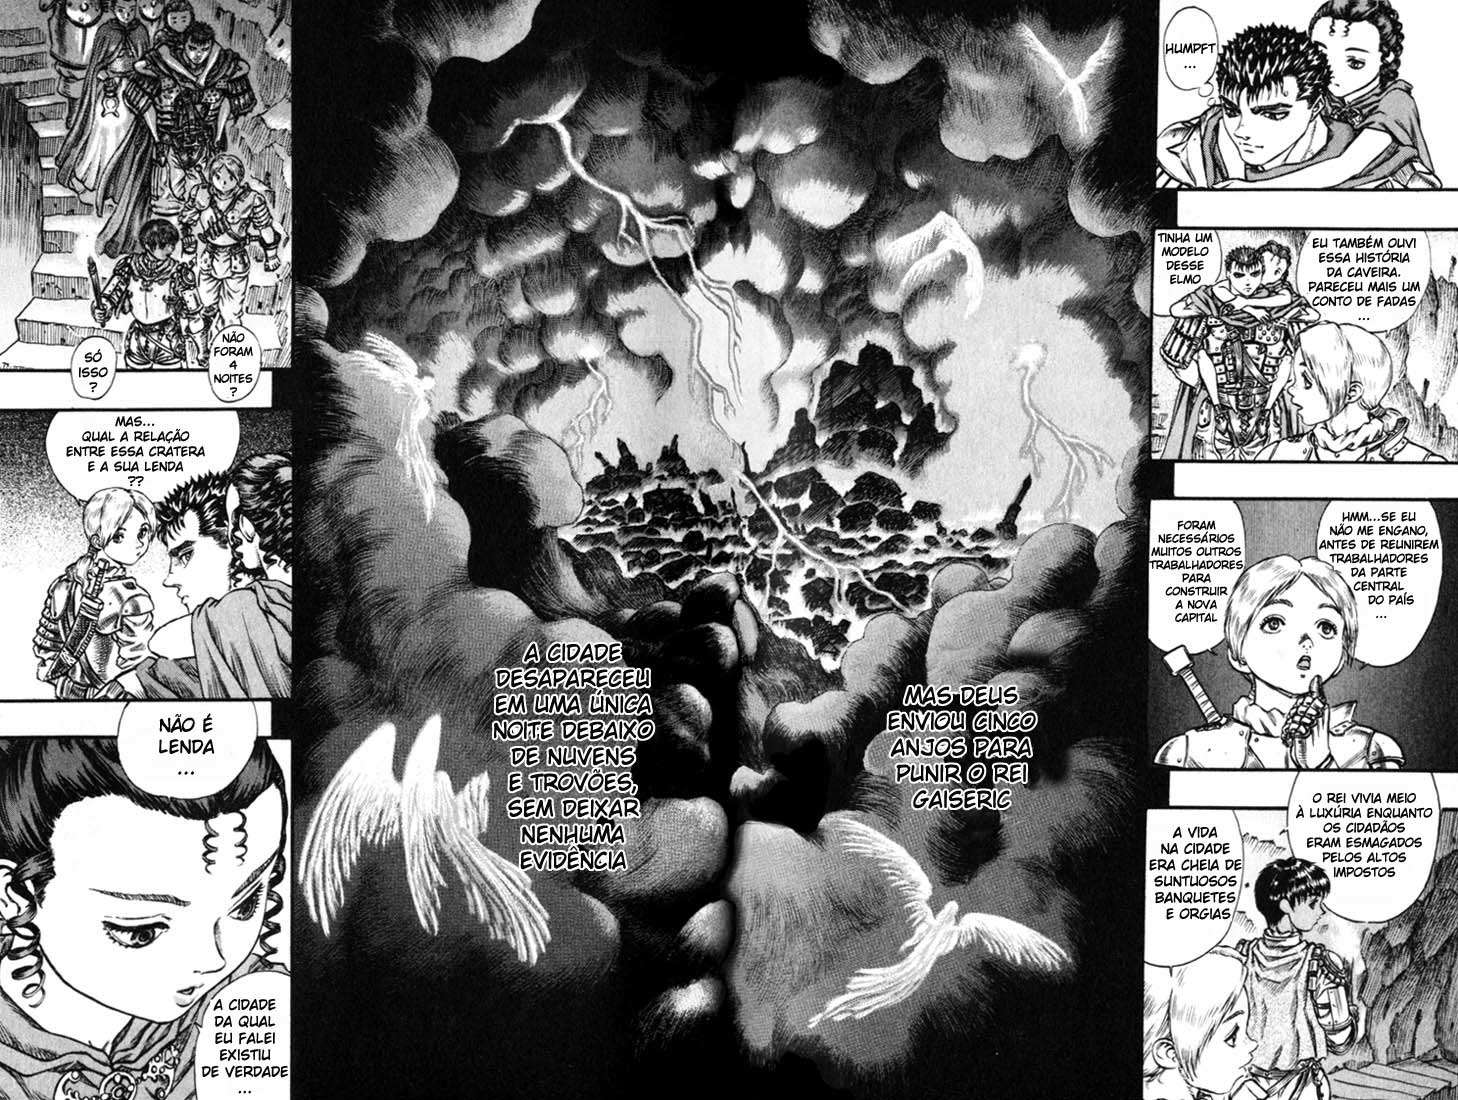 HUMPFT
...
EU TAMBÉM OUVI
ESSA HISTÓRIA
DA CAVEIRA.
PARECEU MAIS UM
CONTO DE FADAS
...
TINHA UM
MODELO
DESSE
ELMO
HMM...SE EU
NÃO ME ENGANO,
ANTES DE REUNIREM
TRABALHADORES
DA PARTE
CENTRAL
DO PAÍS
...
FORAM
NECESSÁRIOS
MUITOS OUTROS
TRABALHADORES
PARA
CONSTRUIR
A NOVA
CAPITAL
O REI VIVIA MEIO
À LUXÚRIA ENQUANTO
OS CIDADÃOS
ERAM ESMAGADOS
PELOS ALTOS
IMPOSTOS
A VIDA
NA CIDADE
ERA CHEIA DE
SUNTUOSOS
BANQUETES
E ORGIAS
MAS DEUS
ENVIOU CINCO
ANJOS PARA
PUNIR O REI
GAISERIC
A CIDADE
DESAPARECEU
EM UMA ÚNICA
NOITE DEBAIXO
DE NUVENS
E TROVÕES,
SEM DEIXAR
NENHUMA
EVIDÊNCIA
NÃO
FORAM
4
NOITES
?
SÓ
ISSO
?
MAS...
QUAL A RELAÇÃO
ENTRE ESSA CRATERA
E A SUA LENDA
??
NÃO É
LENDA
...
A CIDADE
DA QUAL
EU FALEI
EXISTIU
DE VERDADE
...